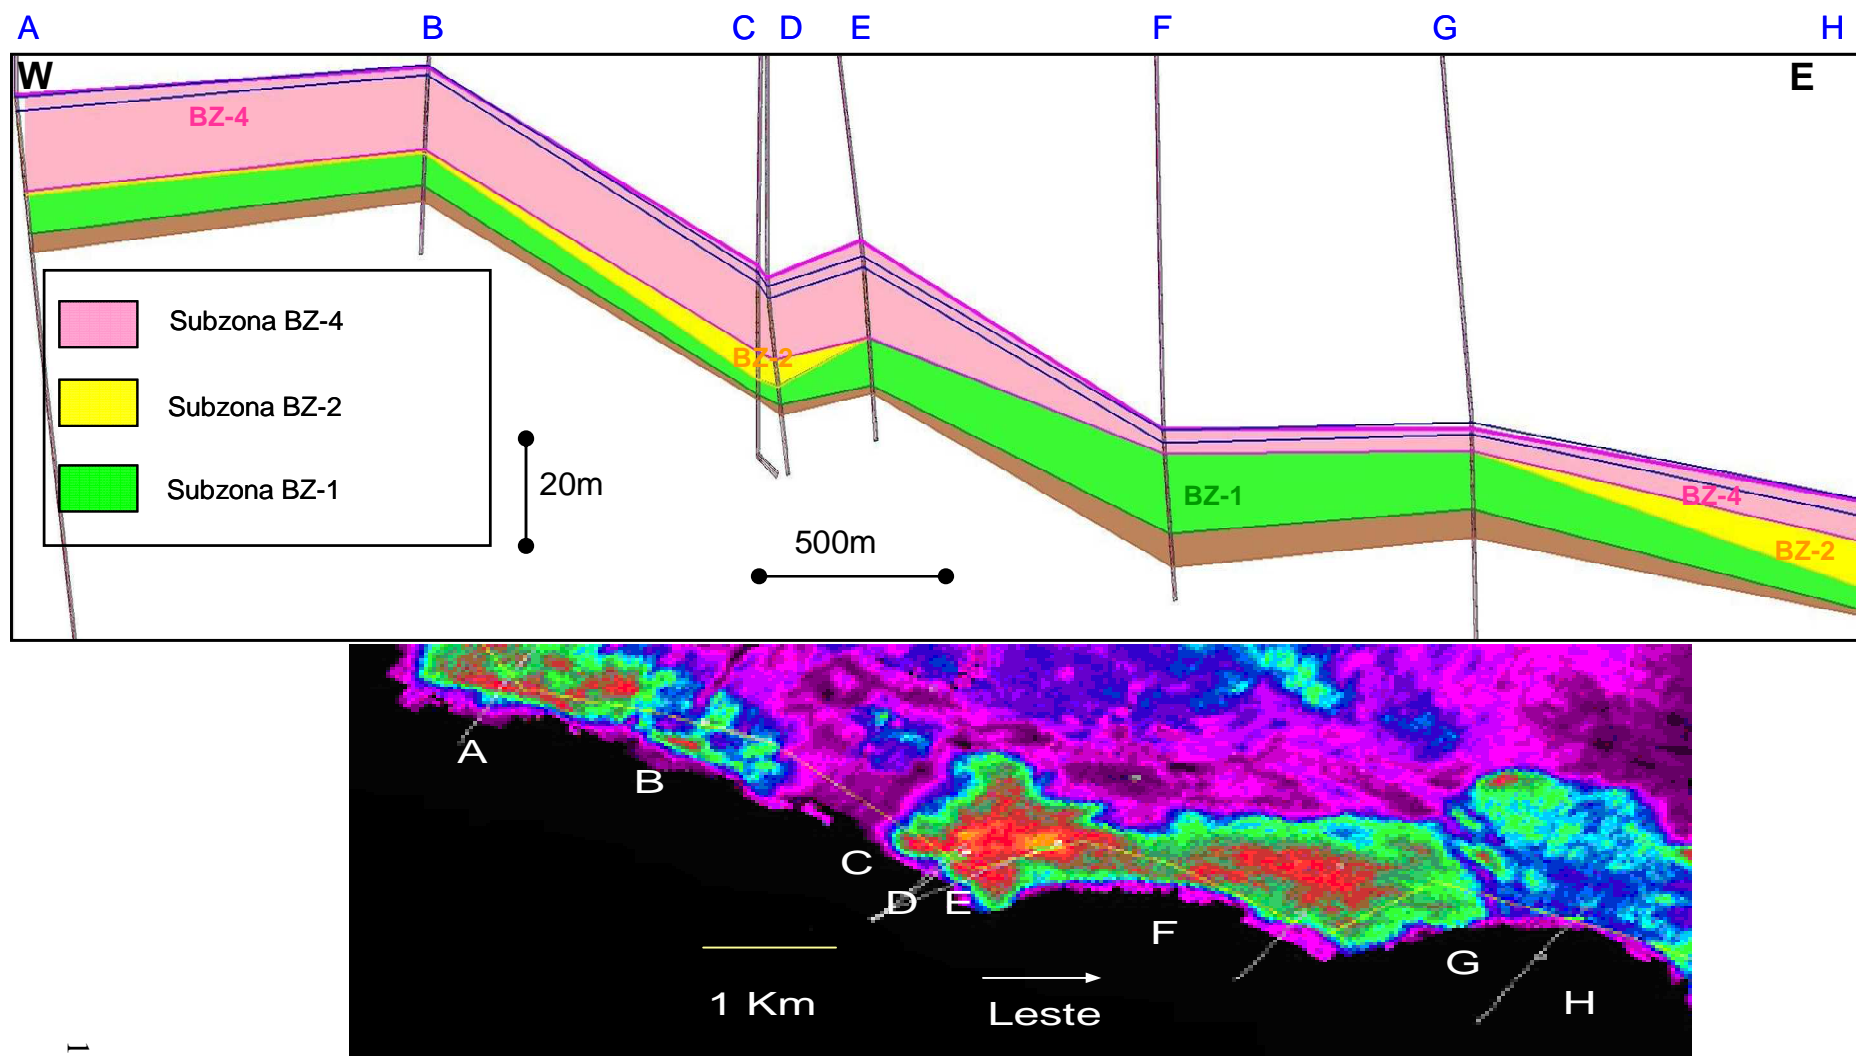 A B C D E F G H
W E
BZ-4
Subzona BZ-4
BZ-2
Subzona BZ-2
20m
Subzona BZ-1
BZ-1
BZ-4
500m
BZ-2
A
B
C
D E
F
G
1 Km
Leste
H
1